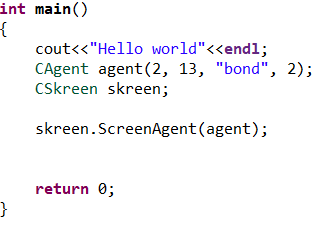 int main()
{
cout<<"Hello world"<<endl;
CAgent agent(2, 13, "bond", 2);
CSkreen skreen;
skreen.ScreenAgent(agent);
return 0;
}